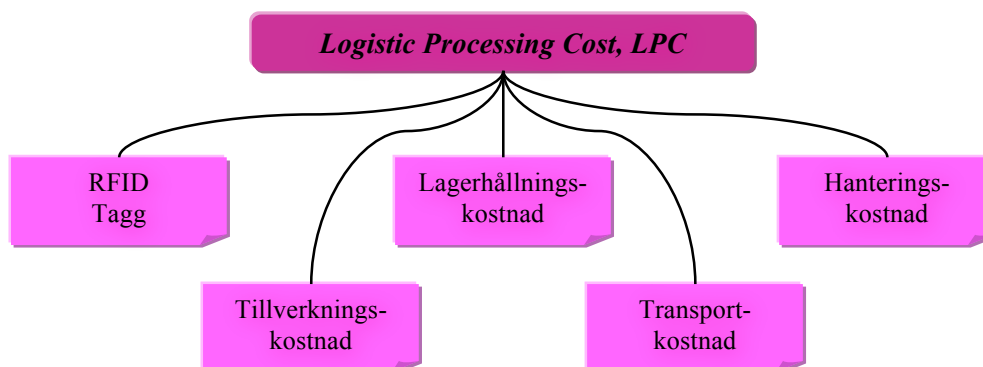 Logistic Processing Cost, LPC
RFID
Tagg
Lagerhållnings-
kostnad
Hanterings-
kostnad
Tillverknings-
kostnad
Transport-
kostnad